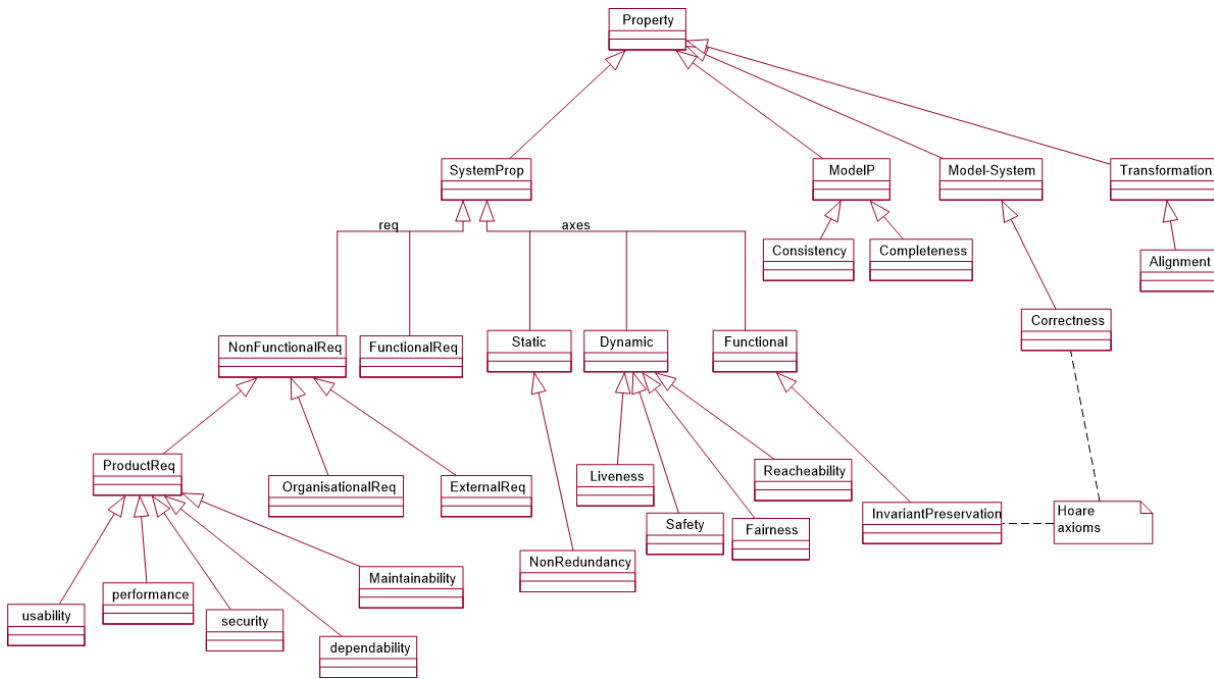 Property
SystemProp
ModelP
Model-System
Transformation
req
axes
Consistency
Completeness
Alignment
Correctness
NonFunctionalReq
FunctionalReq
Static
Dynamic
Functional
ProductReq
OrganisationalReq
ExternalReq
Liveness
Reacheability
Safety
Fairness
InvariantPreservation
Hoare
axioms
NonRedundancy
Maintainability
performance
usability
security
dependability